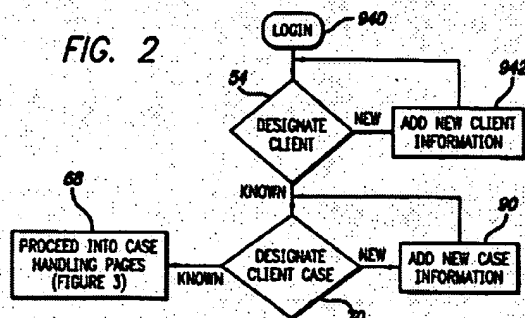 FIG. 2
LOGIN
940
54
942
DESIGNATE
CLIENT
NEW
ADD NEW CLIENT
INFORMATION
KNOWN
68
90
PROCEED INTO CASE
HANDLING PAGES
(FIGURE 3)
KNOWN
DESIGNATE
CLIENT CASE
NEW
ADD NEW CASE
INFORMATION